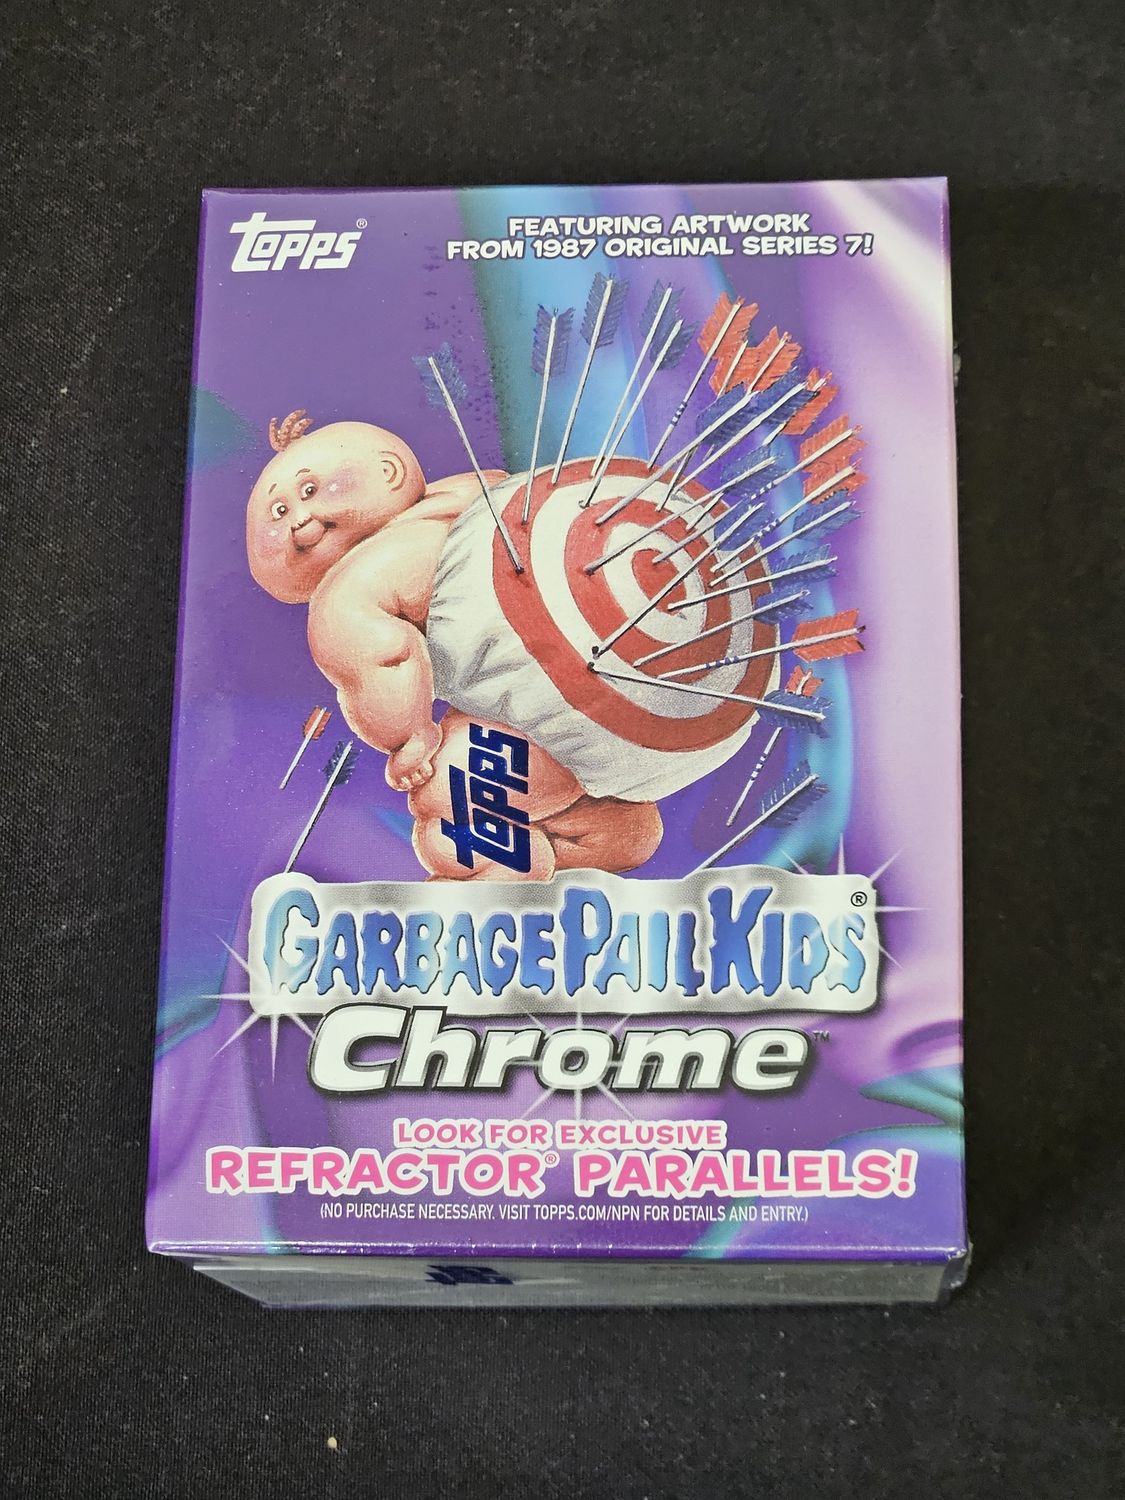 TOPPS®
FEATURING ARTWORK
FROM 1987 ORIGINAL SERIES 7!
TOPPS
GARBAGE PAIL KIDS®
Chrome™
LOOK FOR EXCLUSIVE
REFRACTOR® PARALLELS!
(NO PURCHASE NECESSARY. VISIT TOPPS.COM/NPN FOR DETAILS AND ENTRY.)